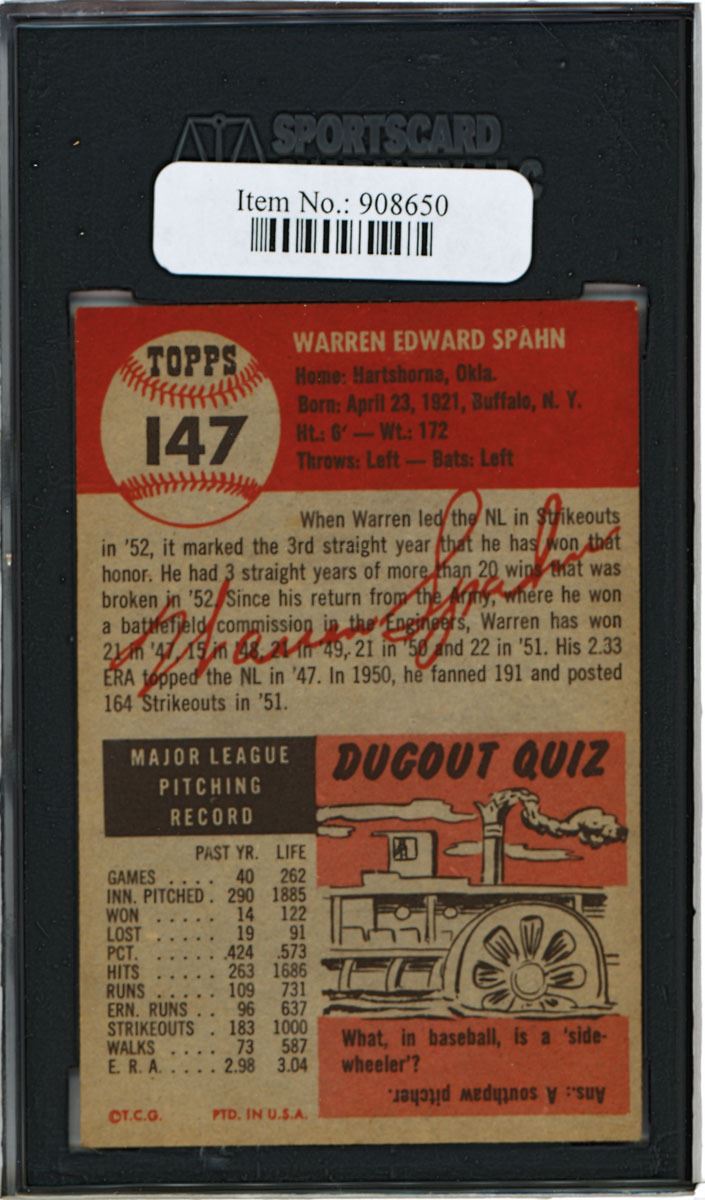 SPORTSCARD
Item No.: 908650
TOPPS
147
WARREN EDWARD SPAHN
Home: Hartshorna, Okla.
Born: April 23, 1921, Buffalo, N. Y.
Ht.: 6' — Wt.: 172
Throws: Left — Bats: Left
When Warren led the NL in Strikeouts
in '52, it marked the 3rd straight year that he has won that
honor. He had 3 straight years of more than 20 wins that was
broken in '52. Since his return from the Army, where he won
a battlefield commission in the Engineers, Warren has won
21 in '47, 15 in '48, 21 in '49, 21 in '50 and 22 in '51. His 2.33
ERA topped the NL in '47. In 1950, he fanned 191 and posted
164 Strikeouts in '51.
Warren Spahn
MAJOR LEAGUE
PITCHING
RECORD
PAST YR. LIFE
GAMES . . . . 40 262
INN. PITCHED . 290 1885
WON . . . . . 14 122
LOST . . . . . 19 91
PCT. . . . . . .424 .573
HITS . . . . . 263 1686
RUNS . . . . . 109 731
ERN. RUNS . . 96 637
STRIKEOUTS . 183 1000
WALKS . . . . 73 587
E. R. A. . . . . . 2.98 3.04
©T.C.G. PTD. IN U.S.A.
DUGOUT QUIZ
What, in baseball, is a 'side-
wheeler'?
Ans.: A southpaw pitcher.